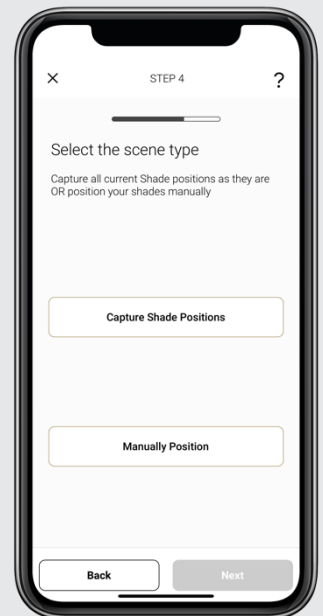 STEP 4
?
Select the scene type
Capture all current Shade positions as they are
OR position your shades manually
Capture Shade Positions
Manually Position
Back
Next